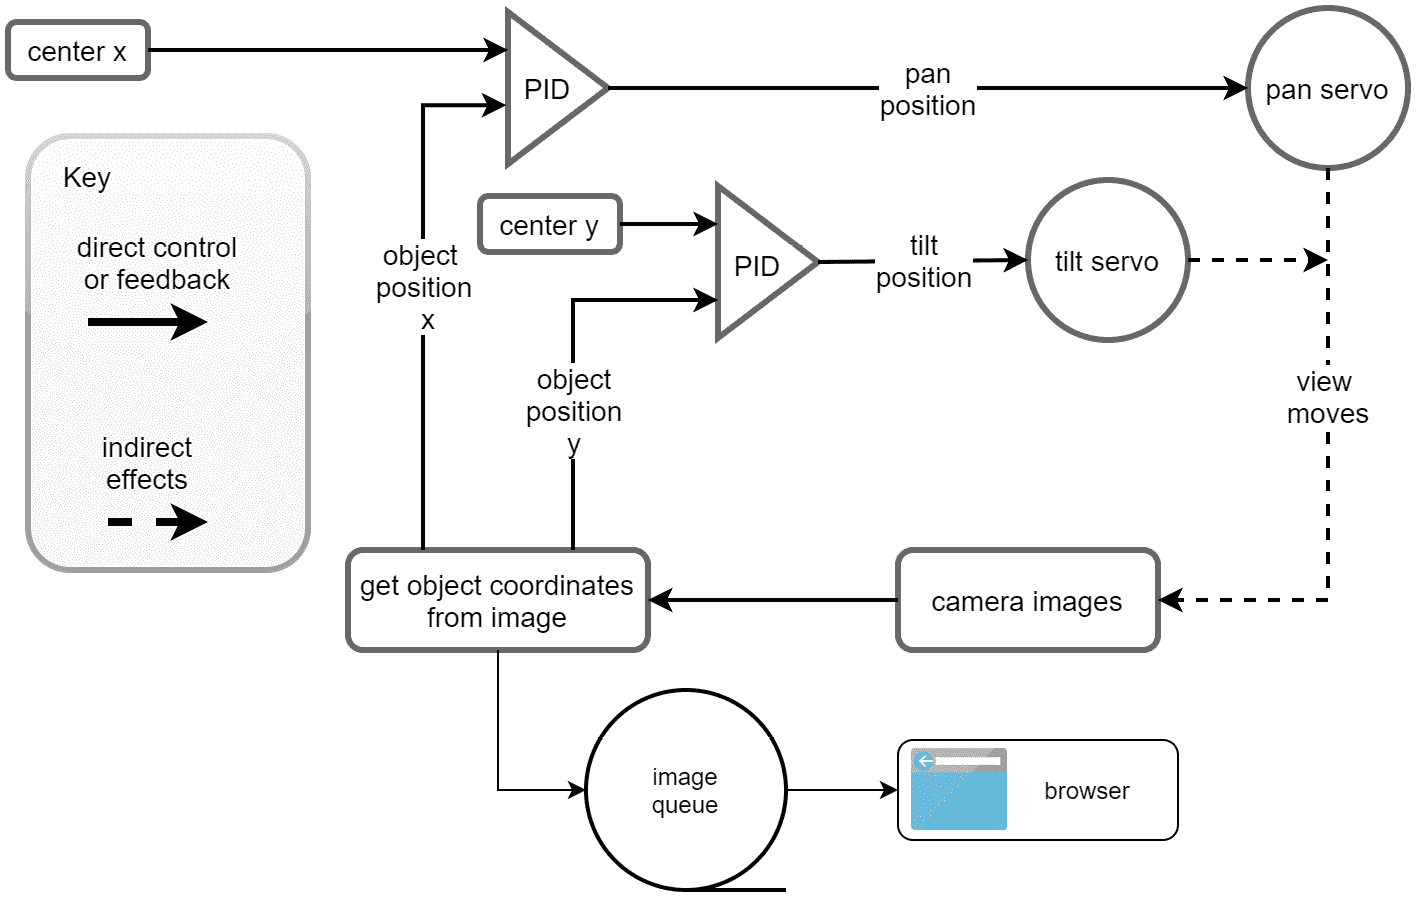 center x
PID
pan
position
pan servo
Key
direct control
or feedback
indirect
effects
object
position
x
center y
PID
tilt
position
tilt servo
object
position
y
view
moves
get object coordinates
from image
camera images
image
queue
browser